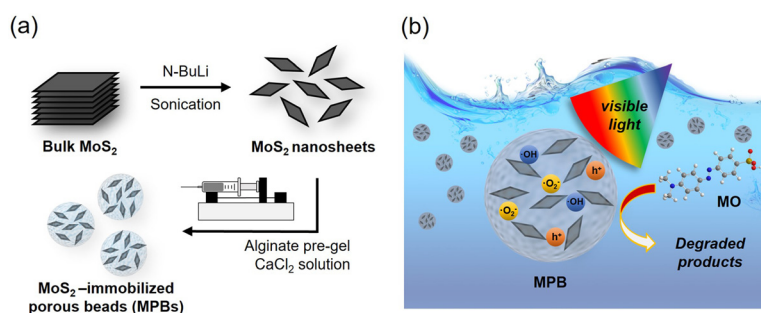 (a)
N-BuLi
Sonication
Bulk MoS₂
MoS₂ nanosheets
Alginate pre-gel
CaCl₂ solution
MoS₂–immobilized
porous beads (MPBs)
(b)
visible
light
·OH
h⁺
·O₂⁻
·OH
·O₂⁻
h⁺
MO
MPB
Degraded
products